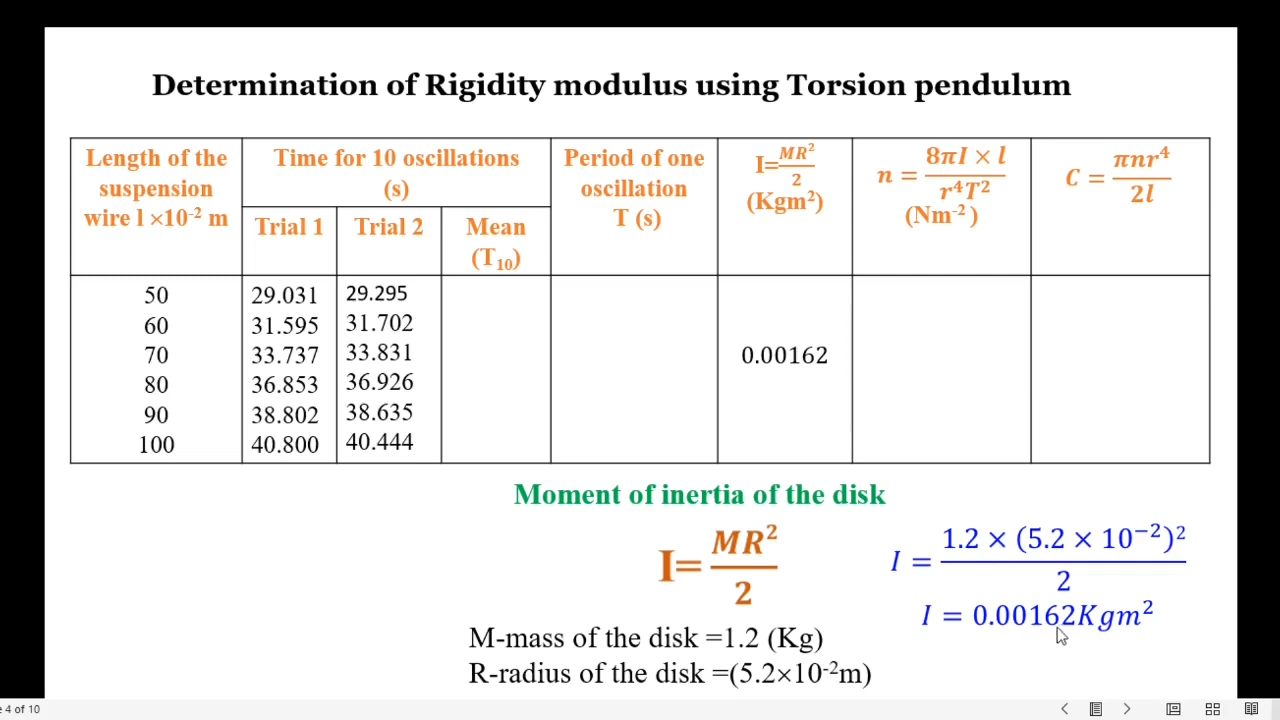 Determination of Rigidity modulus using Torsion pendulum
Length of the suspension wire l ×10⁻² m
Time for 10 oscillations (s)
Trial 1
Trial 2
Mean (T₁₀)
Period of one oscillation T (s)
I=MR²/2 (Kgm²)
n = 8πI × l / r⁴T² (Nm⁻²)
C = πnr⁴ / 2l
50 29.031 29.295
60 31.595 31.702
70 33.737 33.831 0.00162
80 36.853 36.926
90 38.802 38.635
100 40.800 40.444
Moment of inertia of the disk
I= MR²/2
I = 1.2 × (5.2 × 10⁻²)² / 2
I = 0.00162Kgm²
M-mass of the disk =1.2 (Kg)
R-radius of the disk =(5.2×10⁻²m)
e 4 of 10